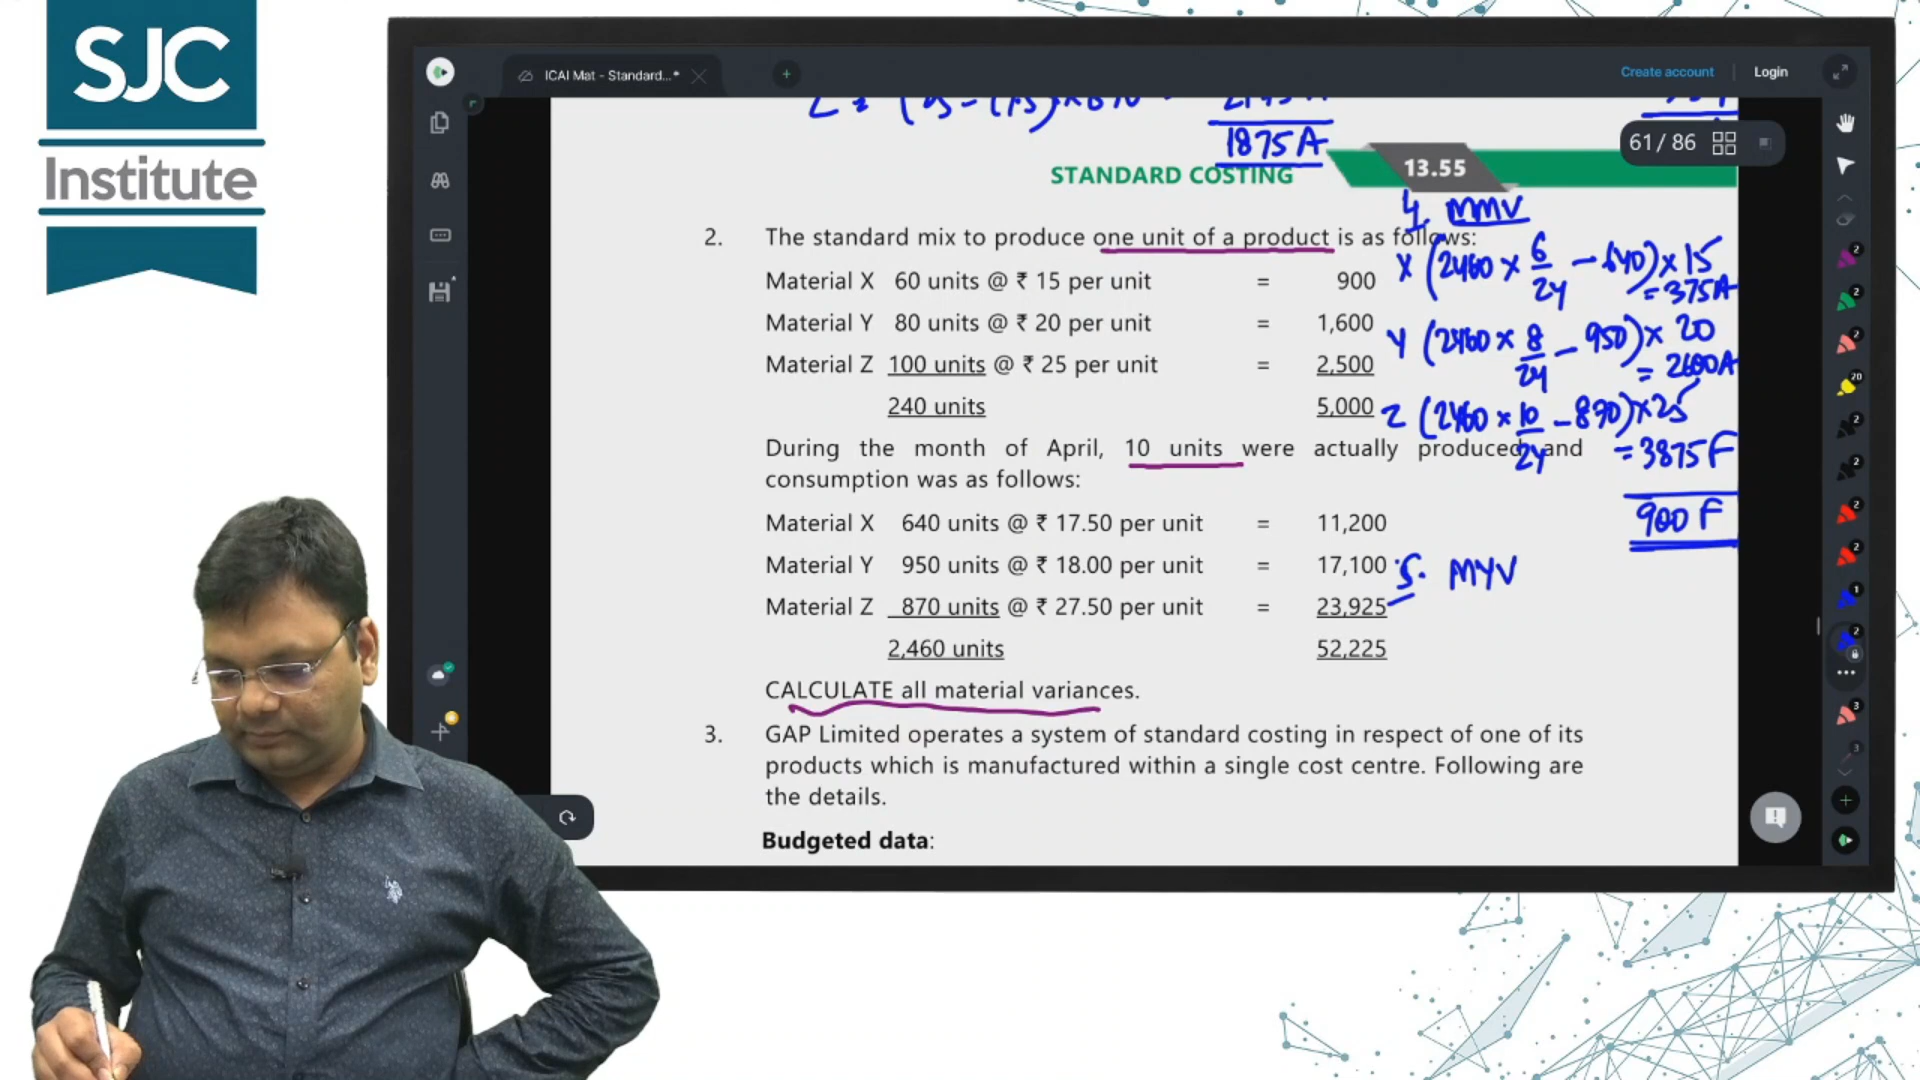 SJC
Institute
ICAI Mat - Standard...*
Create account
Login
1875 A
61 / 86
STANDARD COSTING
13.55
4. MMV
2. The standard mix to produce one unit of a product is as follows:
Material X 60 units @ ₹ 15 per unit = 900
Material Y 80 units @ ₹ 20 per unit = 1,600
Material Z 100 units @ ₹ 25 per unit = 2,500
240 units 5,000
During the month of April, 10 units were actually produced and
consumption was as follows:
Material X 640 units @ ₹ 17.50 per unit = 11,200
Material Y 950 units @ ₹ 18.00 per unit = 17,100
Material Z 870 units @ ₹ 27.50 per unit = 23,925
2,460 units 52,225
CALCULATE all material variances.
3. GAP Limited operates a system of standard costing in respect of one of its
products which is manufactured within a single cost centre. Following are
the details.
Budgeted data:
X (2460 × 6/24 - 640) × 15
= 375A
Y (2460 × 8/24 - 950) × 20
= 2600A
Z (2460 × 10/24 - 870) × 25
= 3875 F
900 F
5. MYV